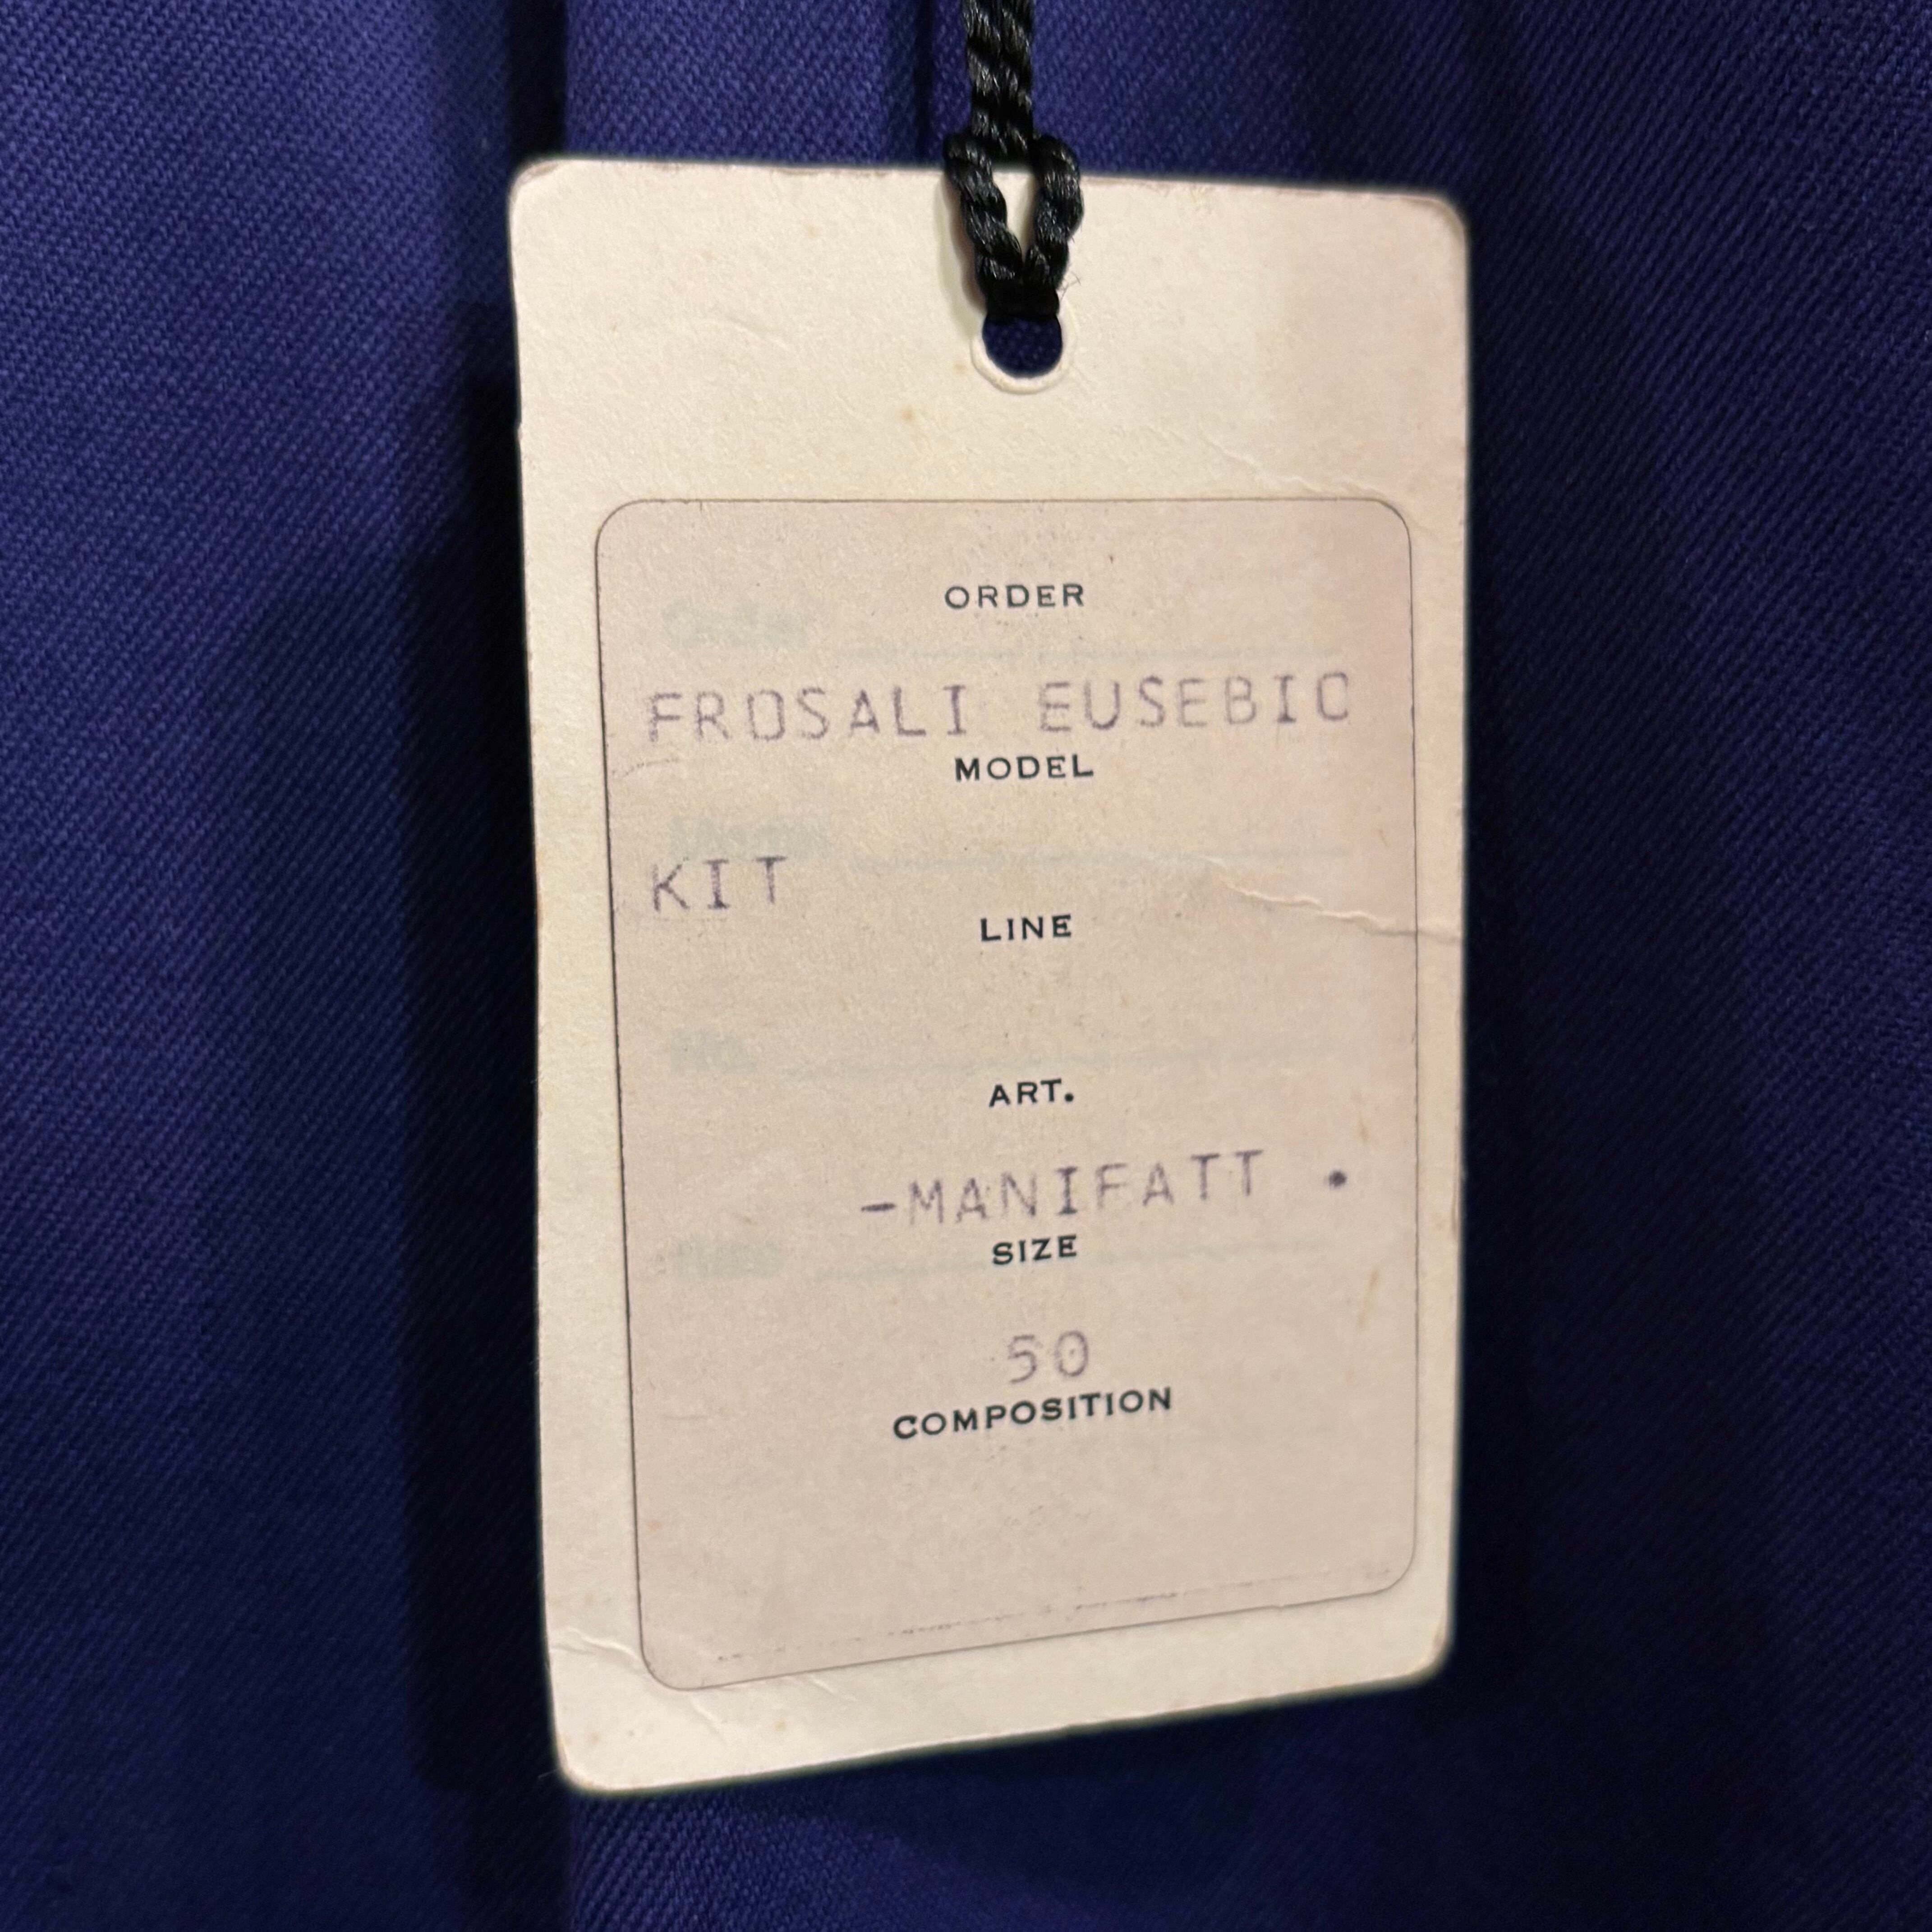 ORDER
FROSALI EUSEBIO
MODEL
KIT
LINE
ART.
-MANIFATT .
SIZE
50
COMPOSITION